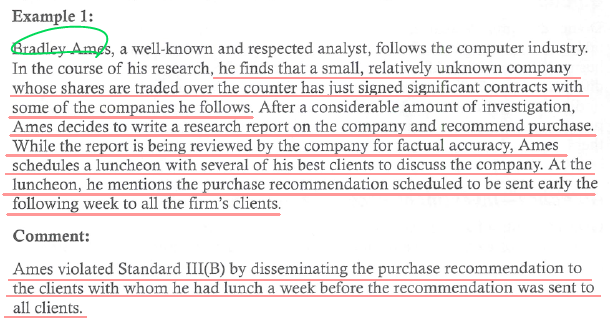 Example 1:
Bradley Ames, a well-known and respected analyst, follows the computer industry.
In the course of his research, he finds that a small, relatively unknown company
whose shares are traded over the counter has just signed significant contracts with
some of the companies he follows. After a considerable amount of investigation,
Ames decides to write a research report on the company and recommend purchase.
While the report is being reviewed by the company for factual accuracy, Ames
schedules a luncheon with several of his best clients to discuss the company. At the
luncheon, he mentions the purchase recommendation scheduled to be sent early the
following week to all the firm's clients.
Comment:
Ames violated Standard III(B) by disseminating the purchase recommendation to
the clients with whom he had lunch a week before the recommendation was sent to
all clients.